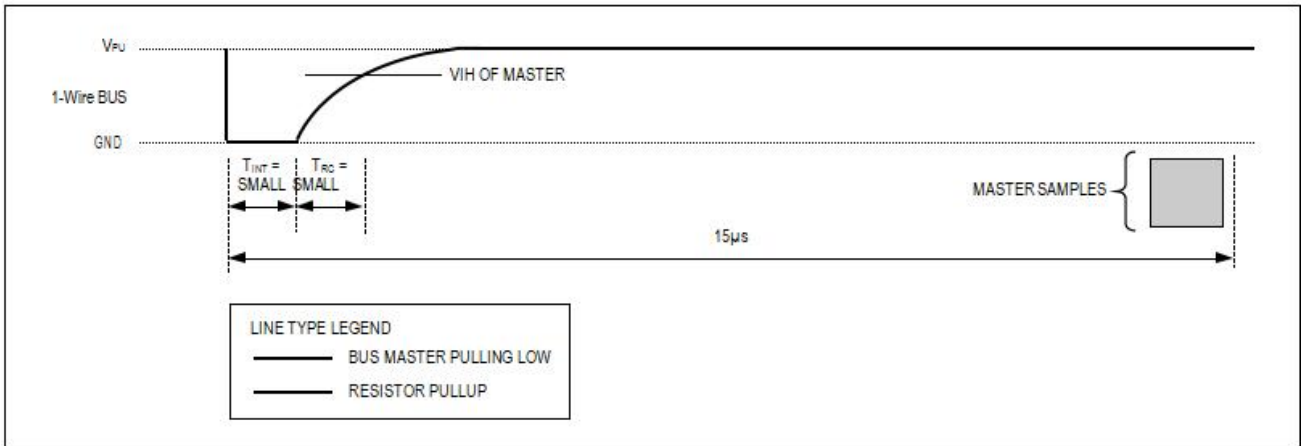 VPU
VIH OF MASTER
1-Wire BUS
GND
TINT = TRC =
SMALL SMALL
MASTER SAMPLES
15µs
LINE TYPE LEGEND
BUS MASTER PULLING LOW
RESISTOR PULLUP